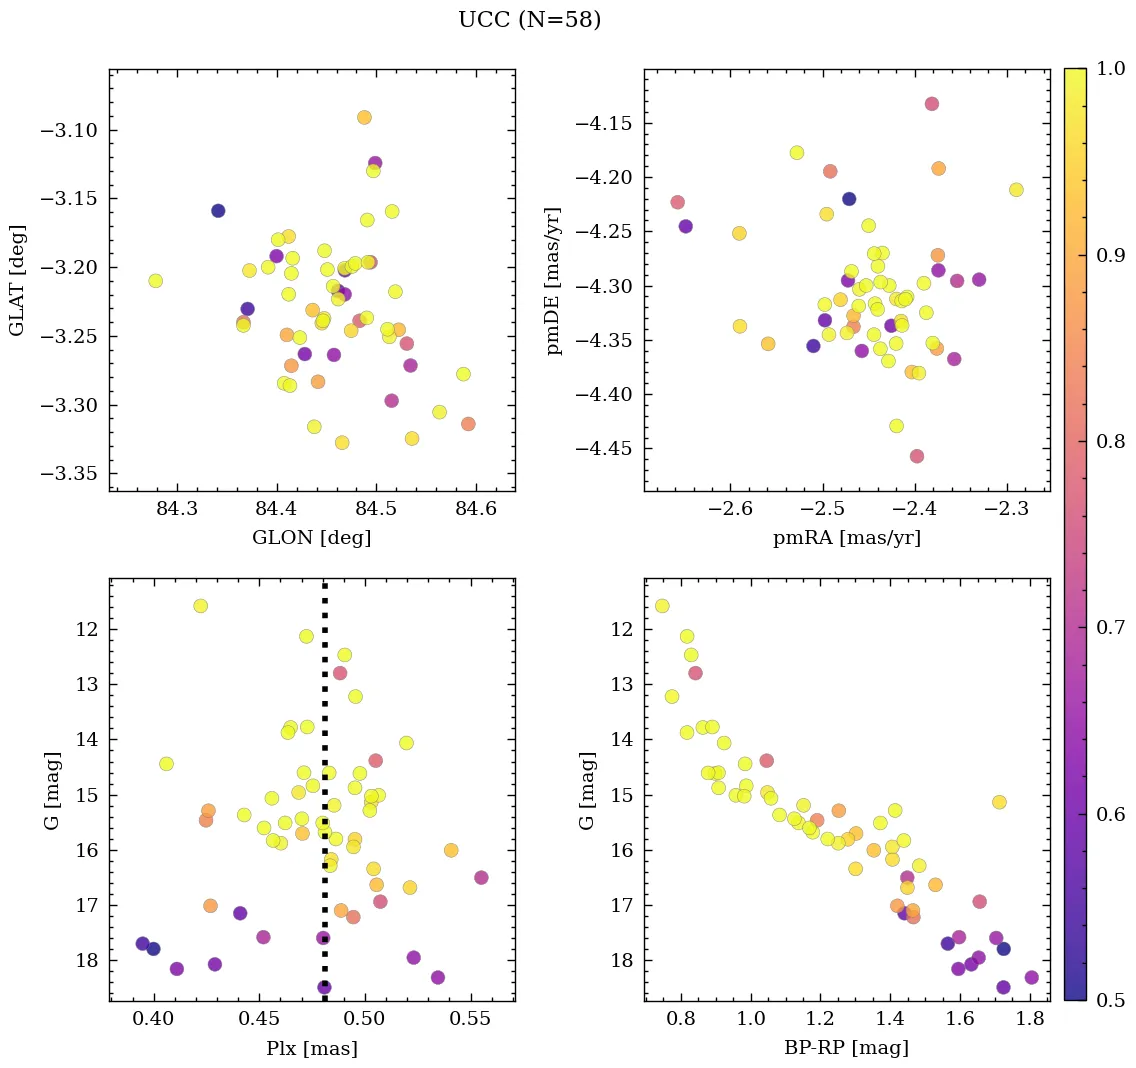 UCC (N=58)
−3.10
−3.15
−3.20
−3.25
−3.30
−3.35
GLAT [deg]
84.3 84.4 84.5 84.6
GLON [deg]
−4.15
−4.20
−4.25
−4.30
−4.35
−4.40
−4.45
pmDE [mas/yr]
−2.6 −2.5 −2.4 −2.3
pmRA [mas/yr]
12
13
14
15
16
17
18
G [mag]
0.40 0.45 0.50 0.55
Plx [mas]
12
13
14
15
16
17
18
G [mag]
0.8 1.0 1.2 1.4 1.6 1.8
BP-RP [mag]
1.0
0.9
0.8
0.7
0.6
0.5